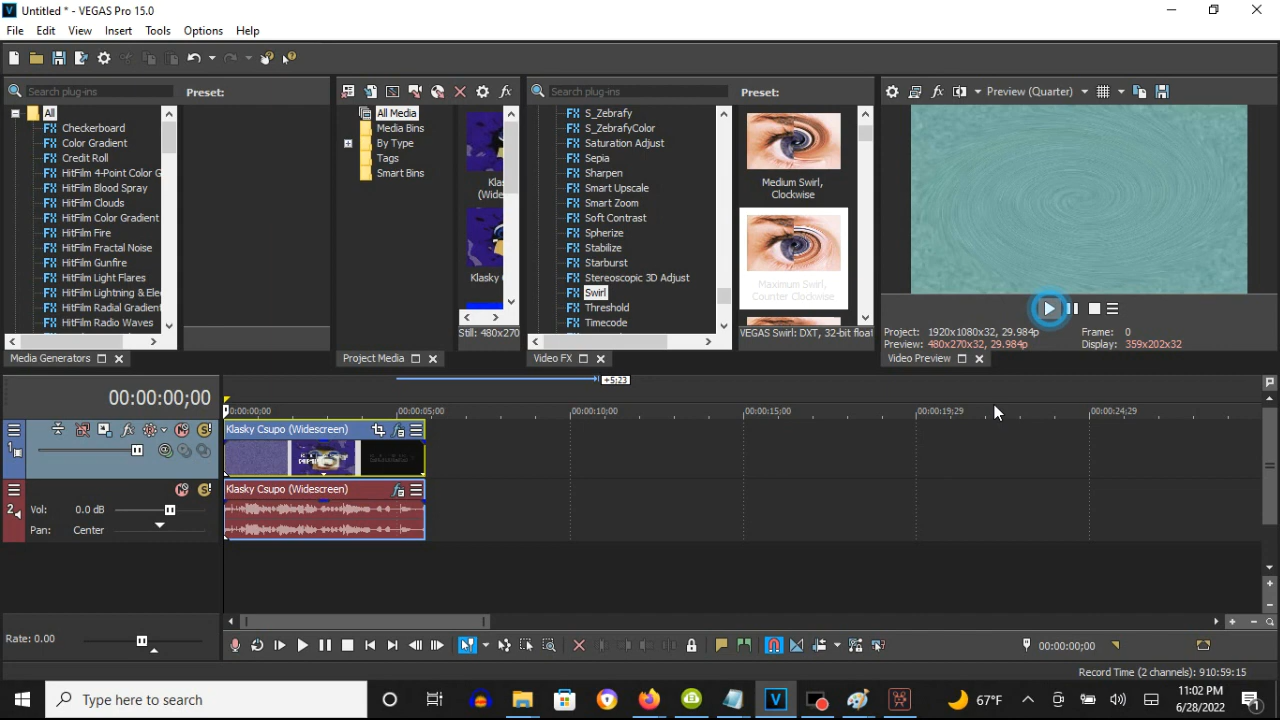 Untitled * - VEGAS Pro 15.0
File Edit View Insert Tools Options Help
Search plug-ins
Preset:
All
Checkerboard
Color Gradient
Credit Roll
HitFilm 4-Point Color G
HitFilm Blood Spray
HitFilm Clouds
HitFilm Color Gradient
HitFilm Fire
HitFilm Fractal Noise
HitFilm Gunfire
HitFilm Light Flares
HitFilm Lightning & Ele
HitFilm Radial Gradient
HitFilm Radio Waves
Media Generators
All Media
Media Bins
By Type
Tags
Smart Bins
Klas
(Wide
Klasky C
Still: 480x270
Project Media
Search plug-ins
S_Zebrafy
S_ZebrafyColor
Saturation Adjust
Sepia
Sharpen
Smart Upscale
Smart Zoom
Soft Contrast
Spherize
Stabilize
Starburst
Stereoscopic 3D Adjust
Swirl
Threshold
Timecode
Video FX
Preset:
Medium Swirl,
Clockwise
Maximum Swirl,
Counter Clockwise
VEGAS Swirl: DXT, 32-bit float
Preview (Quarter)
Project: 1920x1080x32, 29.984p
Preview: 480x270x32, 29.984p
Frame: 0
Display: 359x202x32
Video Preview
+5:23
00:00:00;00
0:00:00;00 00:00:05;00 00:00:10;00 00:00:15;00 00:00:19;29 00:00:24;29
1
Klasky Csupo (Widescreen)
2
Klasky Csupo (Widescreen)
Vol: 0.0 dB
Pan: Center
Rate: 0.00
00:00:00;00
Record Time (2 channels): 910:59:15
Type here to search
67°F
11:02 PM
6/28/2022
1